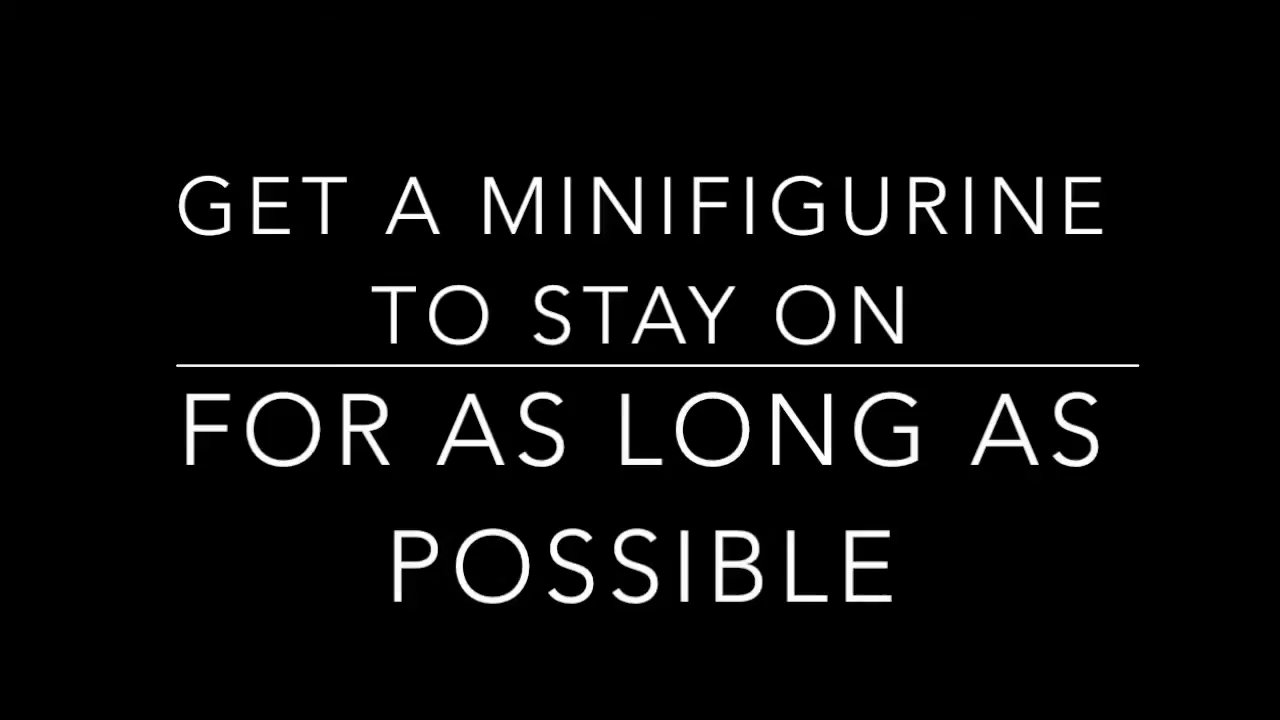 GET A MINIFIGURINE
TO STAY ON
FOR AS LONG AS
POSSIBLE